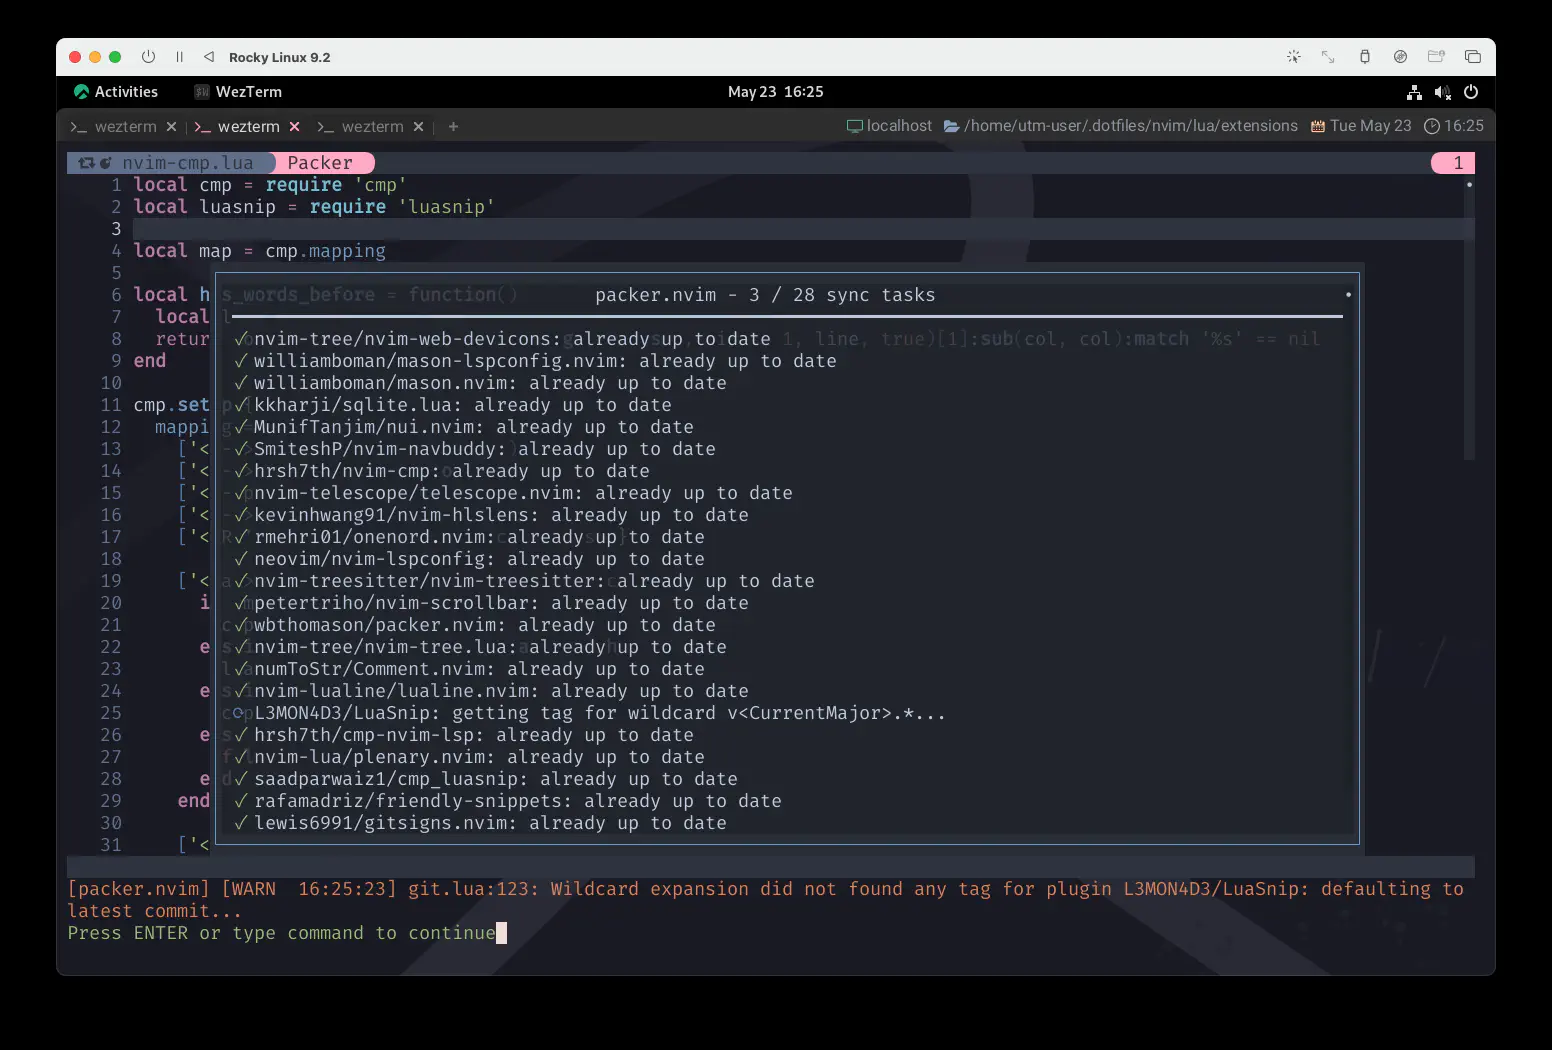 Rocky Linux 9.2
Activities WezTerm May 23 16:25
wezterm wezterm wezterm + localhost /home/utm-user/.dotfiles/nvim/lua/extensions Tue May 23 16:25
nvim-cmp.lua Packer 1
1 local cmp = require 'cmp'
2 local luasnip = require 'luasnip'
3
4 local map = cmp.mapping
5
6 local has_words_before = function() packer.nvim - 3 / 28 sync tasks
7 local l
8 retur ✓ nvim-tree/nvim-web-devicons: already up to date 1, line, true)[1]:sub(col, col):match '%s' == nil
9 end ✓ williamboman/mason-lspconfig.nvim: already up to date
10 ✓ williamboman/mason.nvim: already up to date
11 cmp.setup ✓ kkharji/sqlite.lua: already up to date
12 mapping ✓ MunifTanjim/nui.nvim: already up to date
13 ['< ✓ SmiteshP/nvim-navbuddy: already up to date
14 ['< ✓ hrsh7th/nvim-cmp: already up to date
15 ['< ✓ nvim-telescope/telescope.nvim: already up to date
16 ['< ✓ kevinhwang91/nvim-hlslens: already up to date
17 ['< ✓ rmehri01/onenord.nvim: already up to date
18 ✓ neovim/nvim-lspconfig: already up to date
19 ['< ✓ nvim-treesitter/nvim-treesitter: already up to date
20 i ✓ petertriho/nvim-scrollbar: already up to date
21 ✓ wbthomason/packer.nvim: already up to date
22 e ✓ nvim-tree/nvim-tree.lua: already up to date
23 ✓ numToStr/Comment.nvim: already up to date
24 e ✓ nvim-lualine/lualine.nvim: already up to date
25 L3MON4D3/LuaSnip: getting tag for wildcard v<CurrentMajor>.*...
26 e ✓ hrsh7th/cmp-nvim-lsp: already up to date
27 ✓ nvim-lua/plenary.nvim: already up to date
28 e ✓ saadparwaiz1/cmp_luasnip: already up to date
29 end ✓ rafamadriz/friendly-snippets: already up to date
30 ✓ lewis6991/gitsigns.nvim: already up to date
31 ['<
[packer.nvim] [WARN  16:25:23] git.lua:123: Wildcard expansion did not found any tag for plugin L3MON4D3/LuaSnip: defaulting to
latest commit...
Press ENTER or type command to continue